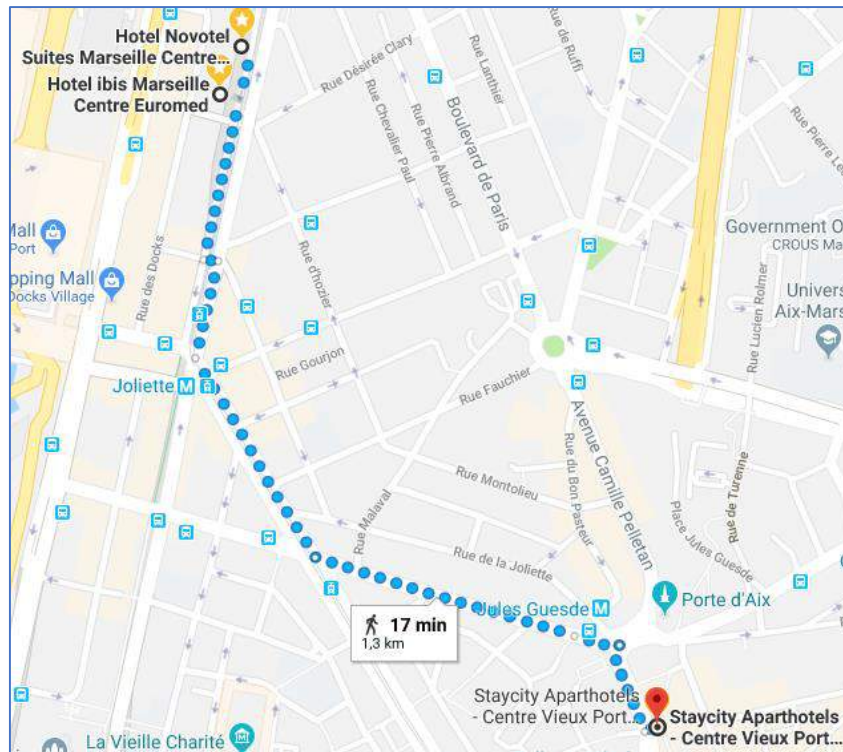 Hotel Novotel
Suites Marseille Centre...
Hotel ibis Marseille
Centre Euromed
Rue Désirée Clary
Rue Lanthier
Rue de Ruffi
Boulevard de Paris
Rue Chevalier Paul
Rue Pierre Albrand
Rue Pierre
Government O
CROUS Ma
Mall
Port
Rue des Docks
Rue d'hozier
pping Mall
Docks Village
Univers
Aix-Mars
Rue Lucien Rolmer
Rue Gourjon
Joliette M
Rue Fauchier
Avenue Camille Pelletan
Rue du Bon Pasteur
Rue Montolieu
Rue Malaval
Rue de Turenne
Place Jules Guesde
Rue de la Joliette
Jules Guesde M
Porte d'Aix
17 min
1,3 km
Staycity Aparthotels
- Centre Vieux Port...
Staycity Aparthotels
- Centre Vieux Port...
La Vieille Charité